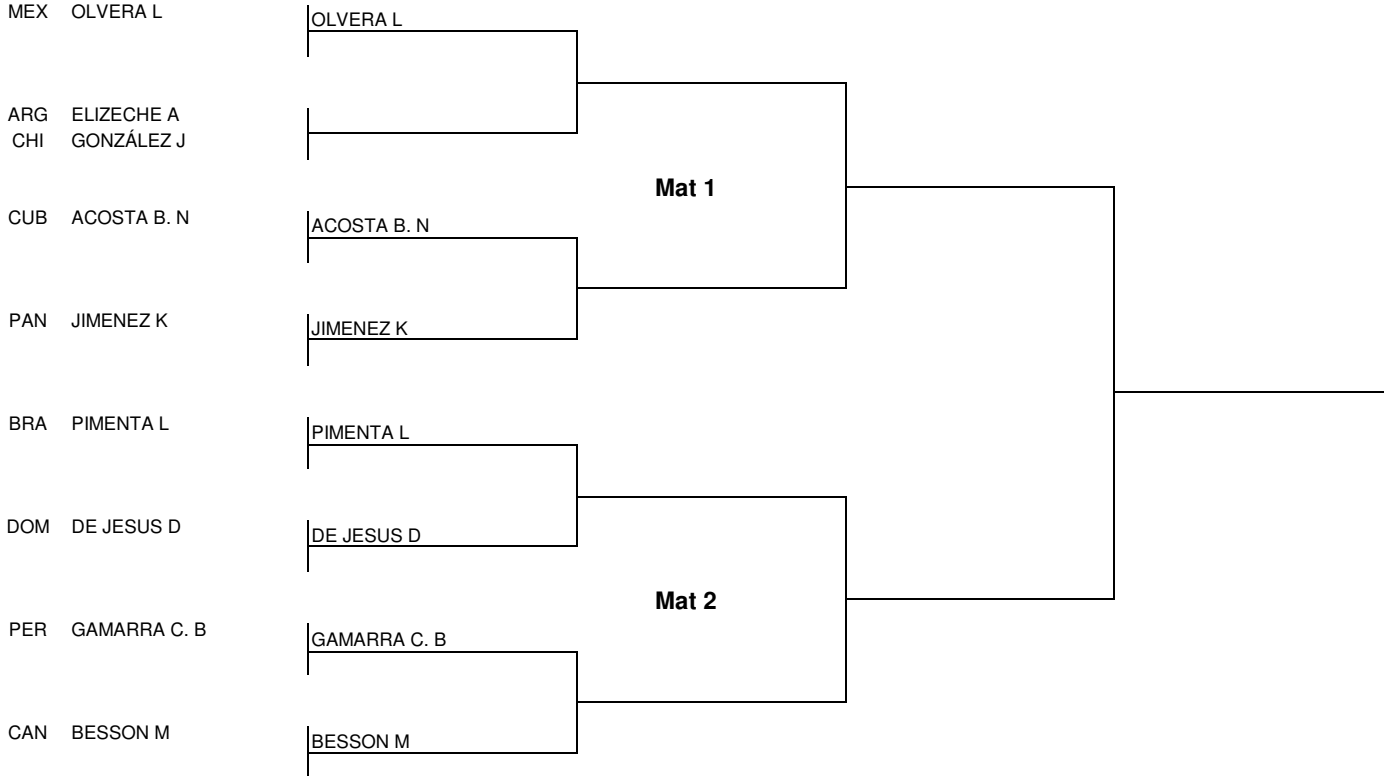 MEX OLVERA L OLVERA L
ARG ELIZECHE A
CHI GONZÁLEZ J
Mat 1
CUB ACOSTA B. N ACOSTA B. N
PAN JIMENEZ K JIMENEZ K
BRA PIMENTA L PIMENTA L
DOM DE JESUS D DE JESUS D
Mat 2
PER GAMARRA C. B GAMARRA C. B
CAN BESSON M BESSON M